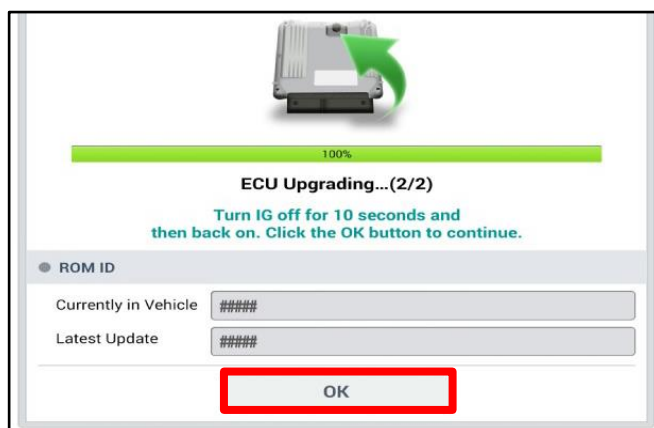 100%
ECU Upgrading...(2/2)
Turn IG off for 10 seconds and
then back on. Click the OK button to continue.
ROM ID
Currently in Vehicle #####
Latest Update #####
OK